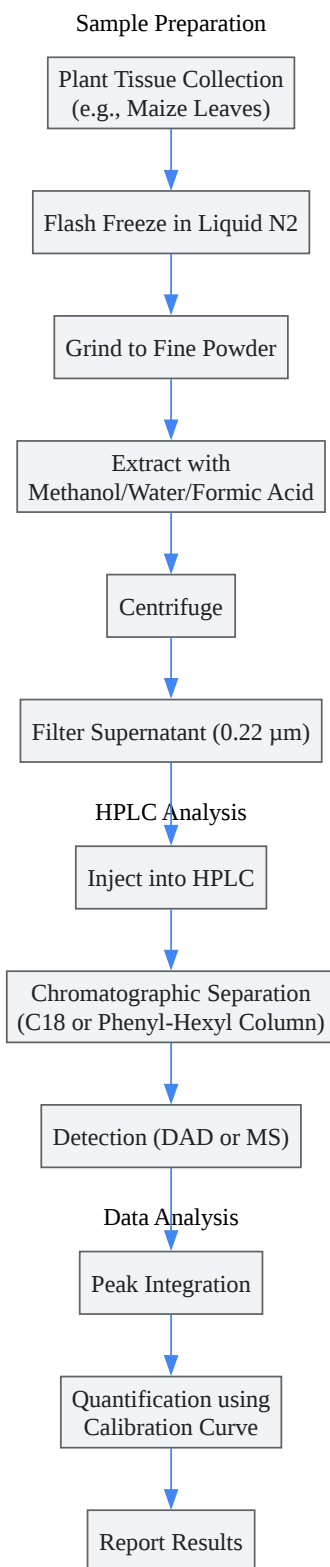 Sample Preparation
Plant Tissue Collection
(e.g., Maize Leaves)
Flash Freeze in Liquid N2
Grind to Fine Powder
Extract with
Methanol/Water/Formic Acid
Centrifuge
Filter Supernatant (0.22 µm)
HPLC Analysis
Inject into HPLC
Chromatographic Separation
(C18 or Phenyl-Hexyl Column)
Detection (DAD or MS)
Data Analysis
Peak Integration
Quantification using
Calibration Curve
Report Results